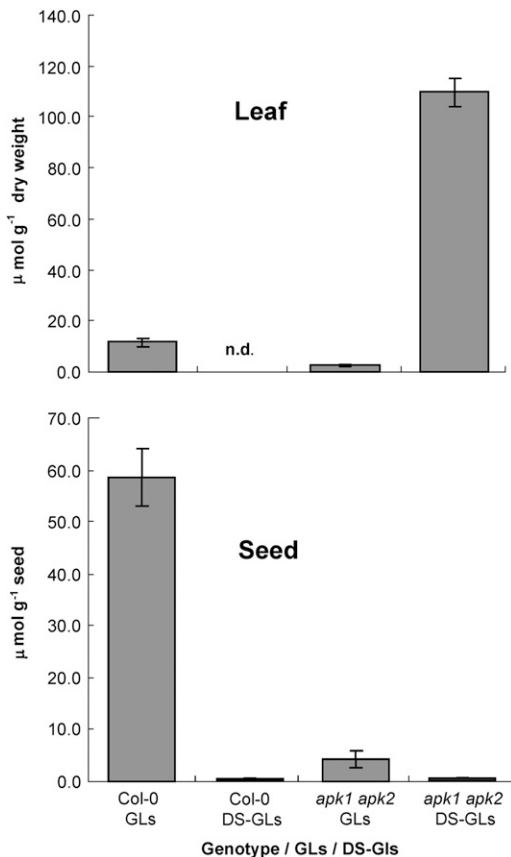 140.0
120.0
100.0
80.0
60.0
40.0
20.0
0.0
μ mol g⁻¹ dry weight
Leaf
n.d.
70.0
60.0
50.0
40.0
30.0
20.0
10.0
0.0
μ mol g⁻¹ seed
Seed
Col-0 Col-0 apk1 apk2 apk1 apk2
GLs DS-GLs GLs DS-GLs
Genotype / GLs / DS-Gls